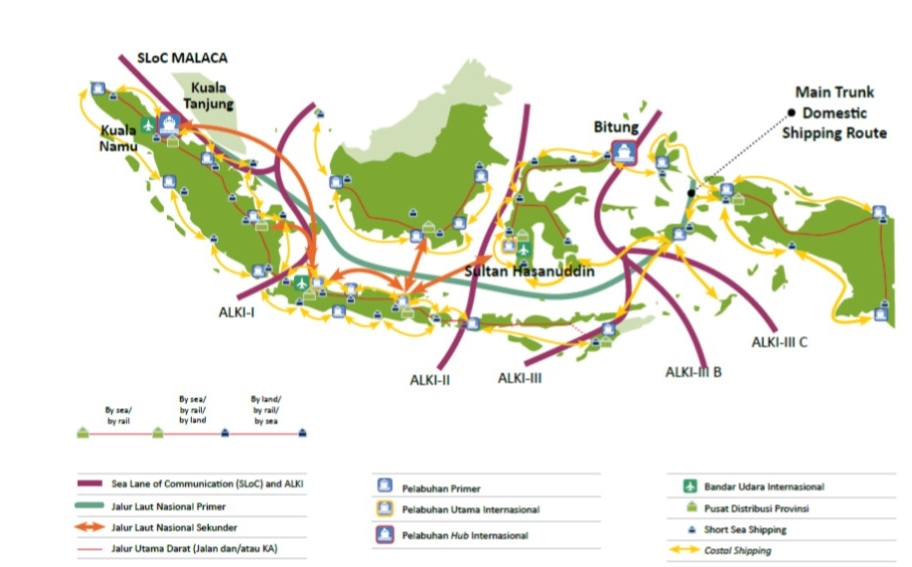 SLoC MALACA
Kuala
Tanjung
Kuala
Namu
Bitung
Main Trunk
Domestic
Shipping Route
Sultan Hasanuddin
ALKI-I
ALKI-II
ALKI-III
ALKI-III B
ALKI-III C
By sea/
by rail
By sea/
by rail/
by land
By land/
by rail/
by sea
Sea Lane of Communication (SLoC) and ALKI
Jalur Laut Nasional Primer
Jalur Laut Nasional Sekunder
Jalur Utama Darat (Jalan dan/atau KA)
Pelabuhan Primer
Pelabuhan Utama Internasional
Pelabuhan Hub Internasional
Bandar Udara Internasional
Pusat Distribusi Provinsi
Short Sea Shipping
Costal Shipping